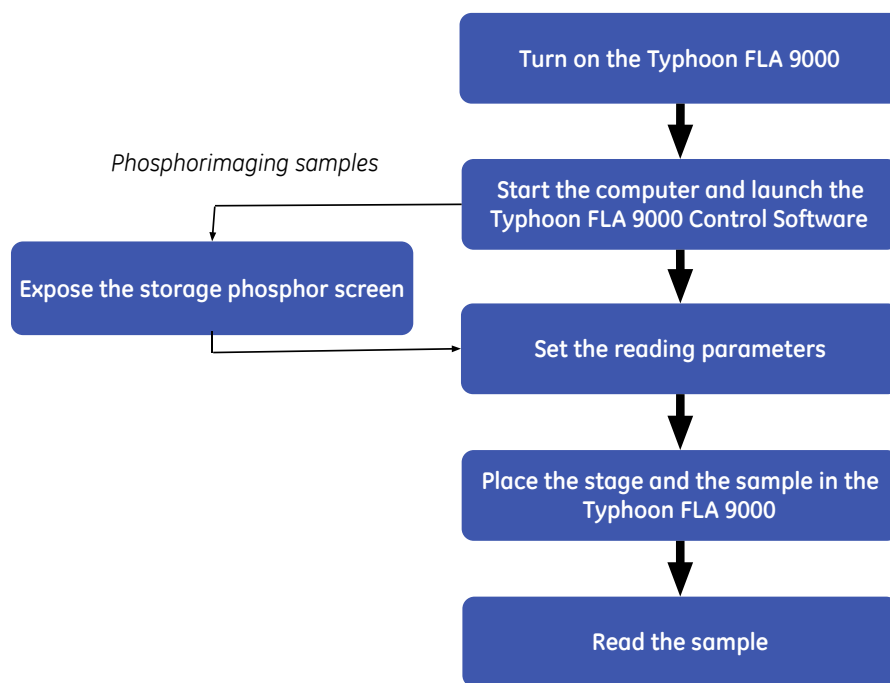 Turn on the Typhoon FLA 9000
Phosphorimaging samples
Start the computer and launch the
Typhoon FLA 9000 Control Software
Expose the storage phosphor screen
Set the reading parameters
Place the stage and the sample in the
Typhoon FLA 9000
Read the sample